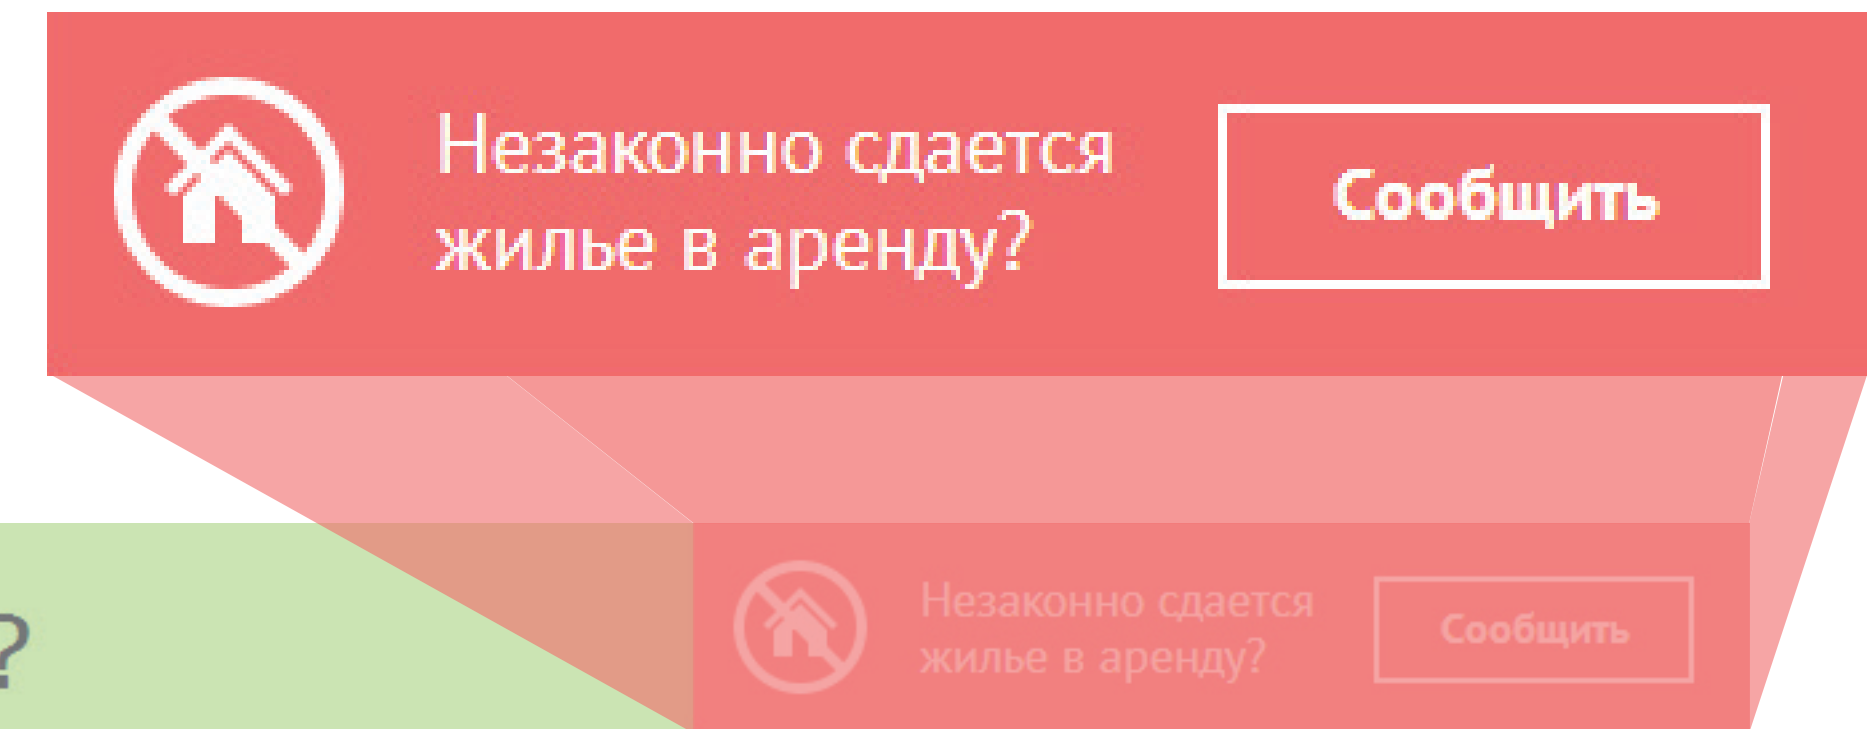 Незаконно сдается
жилье в аренду?
Сообщить
?
Незаконно сдается
жилье в аренду?
Сообщить